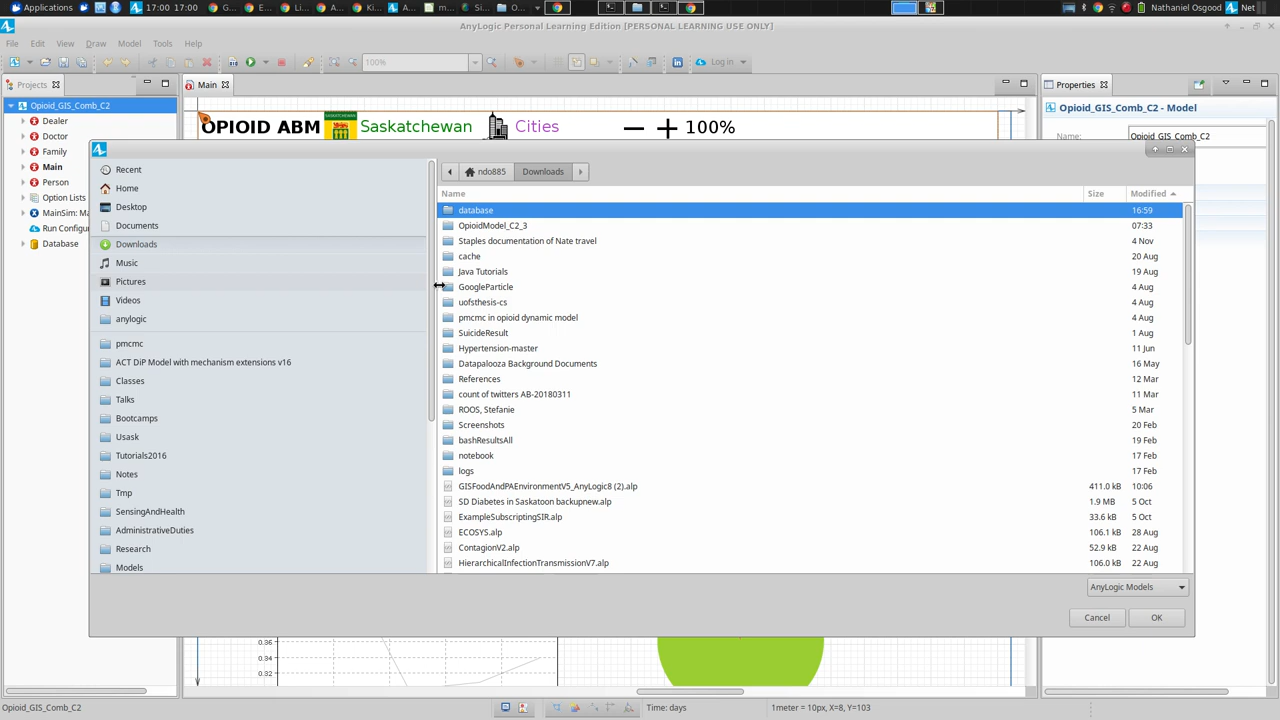 Applications 17:00 17:00 G... O... A... A... Ki... A... m... Si... O... Nathaniel Osgood Net
AnyLogic Personal Learning Edition [PERSONAL LEARNING USE ONLY]
File Edit View Draw Model Tools Help
100% Log in
Projects Main Properties
Opioid_GIS_Comb_C2
Dealer
Doctor
Family
Main
Person
Option Lists
MainSim: Ma
Run Configu
Database
OPIOID ABM Saskatchewan Cities 100%
Opioid_GIS_Comb_C2 - Model
Name: Opioid_GIS_Comb_C2
Recent
Home
Desktop
Documents
Downloads
Music
Pictures
Videos
anylogic
pmcmc
ACT DiP Model with mechanism extensions v16
Classes
Talks
Bootcamps
Usask
Tutorials2016
Notes
Tmp
SensingAndHealth
AdministrativeDuties
Research
Models
ndo885 Downloads
Name Size Modified
database 16:59
OpioidModel_C2_3 07:33
Staples documentation of Nate travel 4 Nov
cache 20 Aug
Java Tutorials 19 Aug
GoogleParticle 4 Aug
uofsthesis-cs 4 Aug
pmcmc in opioid dynamic model 4 Aug
SuicideResult 1 Aug
Hypertension-master 11 Jun
Datapalooza Background Documents 16 May
References 12 Mar
count of twitters AB-20180311 11 Mar
ROOS, Stefanie 5 Mar
Screenshots 20 Feb
bashResultsAll 19 Feb
notebook 17 Feb
logs 17 Feb
GISFoodAndPAEnvironmentV5_AnyLogic8 (2).alp 411.0 kB 10:06
SD Diabetes in Saskatoon backupnew.alp 1.9 MB 5 Oct
ExampleSubscriptingSIR.alp 33.6 kB 5 Oct
ECOSYS.alp 106.1 kB 28 Aug
ContagionV2.alp 52.9 kB 22 Aug
HierarchicalInfectionTransmissionV7.alp 106.0 kB 22 Aug
AnyLogic Models
Cancel OK
0.36
0.34
0.32
Opioid_GIS_Comb_C2 Time: days 1meter = 10px, X=8, Y=103